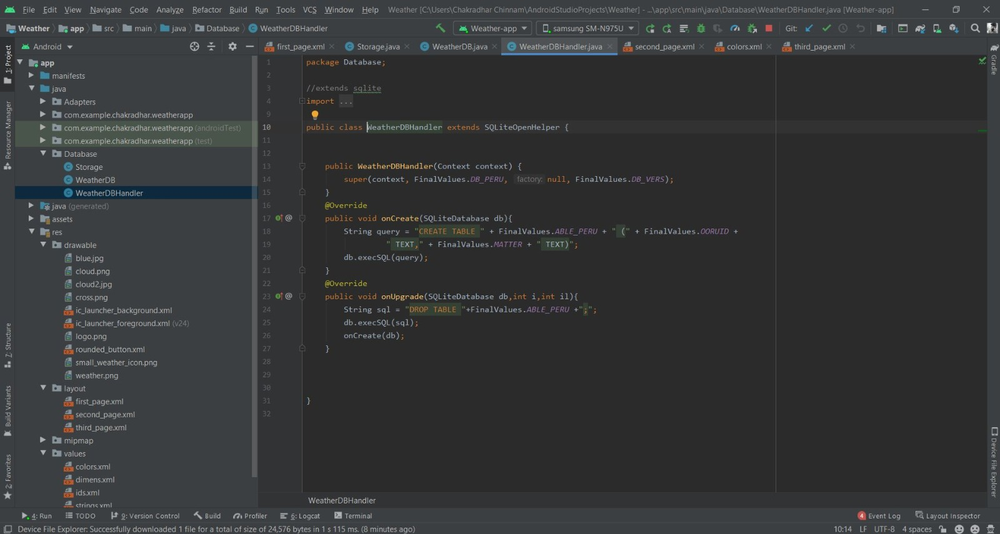 File Edit View Navigate Code Analyze Refactor Build Run Tools VCS Window Help Weather [C:\Users\Chakradhar Chinnam\AndroidStudioProjects\Weather] - ...\app\src\main\java\Database\WeatherDBHandler.java [Weather-app]
Weather app src main java Database WeatherDBHandler Weather-app samsung SM-N975U Git:
Android first_page.xml Storage.java WeatherDB.java WeatherDBHandler.java second_page.xml colors.xml third_page.xml
1: Project
Resource Manager
Z: Structure
Build Variants
2: Favorites
app
manifests
java
Adapters
com.example.chakradhar.weatherapp
com.example.chakradhar.weatherapp (androidTest)
com.example.chakradhar.weatherapp (test)
Database
Storage
WeatherDB
WeatherDBHandler
java (generated)
assets
res
drawable
blue.jpg
cloud.png
cloud2.jpg
cross.png
ic_launcher_background.xml
ic_launcher_foreground.xml (v24)
logo.png
rounded_button.xml
small_weather_icon.png
weather.png
layout
first_page.xml
second_page.xml
third_page.xml
mipmap
values
colors.xml
dimens.xml
ids.xml
strings.xml
1 package Database;
2
3 //extends sqlite
4 import ...
9
10 public class WeatherDBHandler extends SQLiteOpenHelper {
11
12
13 public WeatherDBHandler(Context context) {
14 super(context, FinalValues.DB_PERU, factory: null, FinalValues.DB_VERS);
15 }
16 @Override
17 @ public void onCreate(SQLiteDatabase db){
18 String query = "CREATE TABLE " + FinalValues.ABLE_PERU + " (" + FinalValues.OORUID +
19 " TEXT," + FinalValues.MATTER + " TEXT)";
20 db.execSQL(query);
21 }
22 @Override
23 @ public void onUpgrade(SQLiteDatabase db,int i,int il){
24 String sql = "DROP TABLE "+FinalValues.ABLE_PERU +";";
25 db.execSQL(sql);
26 onCreate(db);
27 }
28
29
30
31 }
32
WeatherDBHandler
Gradle
Device File Explorer
4: Run TODO 9: Version Control Build Profiler 6: Logcat Terminal 4 Event Log Layout Inspector
Device File Explorer: Successfully downloaded 1 file for a total of size of 24,576 bytes in 1 s 115 ms. (8 minutes ago) 10:14 LF UTF-8 4 spaces